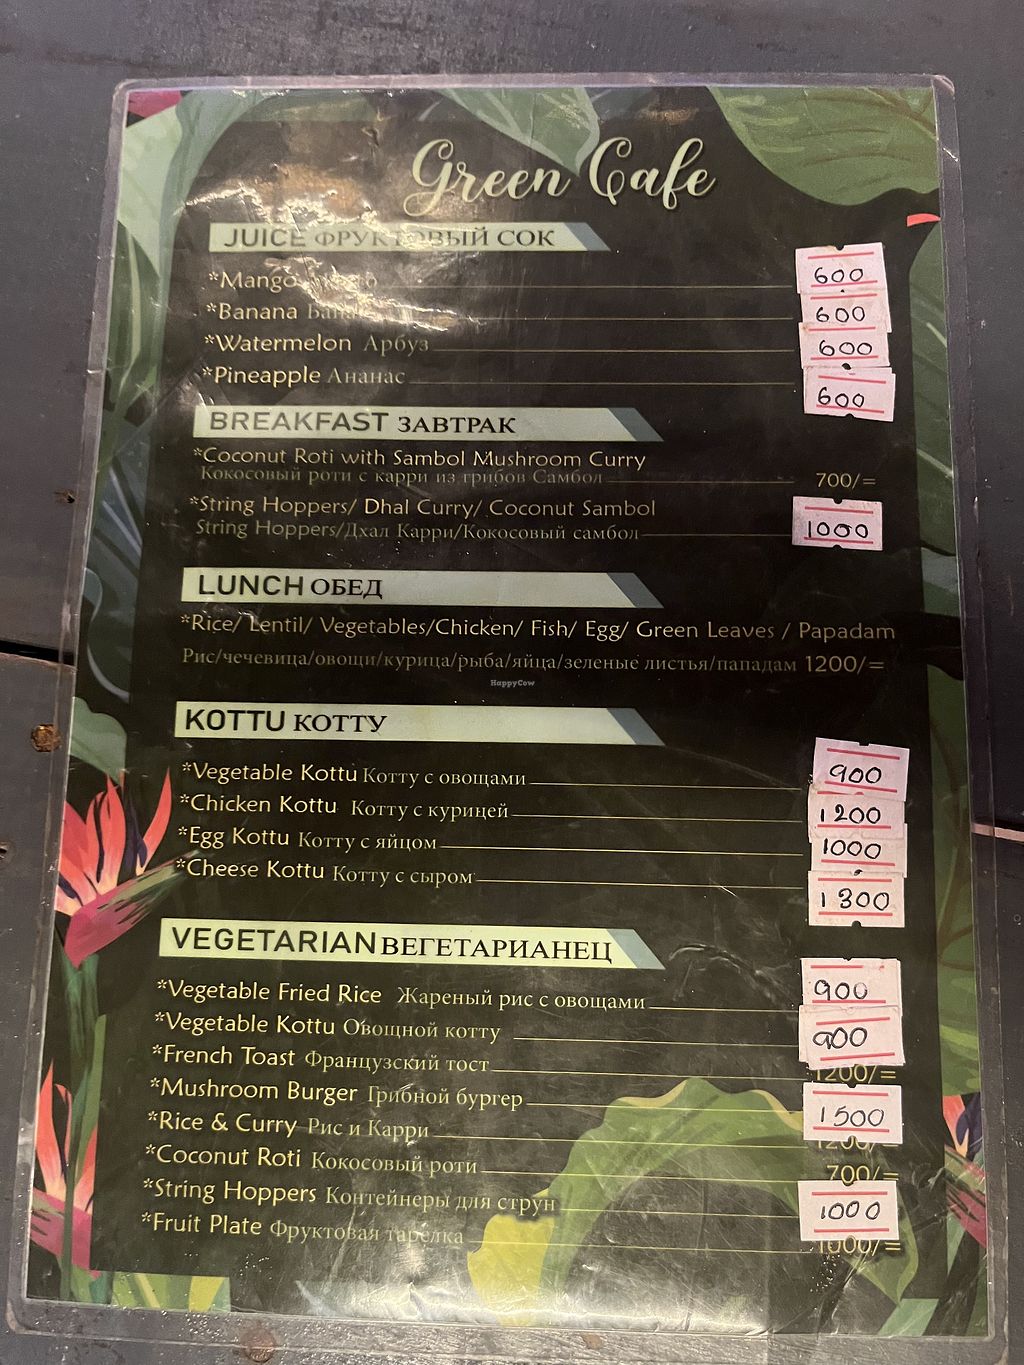 Green Cafe
JUICE ФРУКТОВЫЙ СОК
*Mango 600
*Banana 600
*Watermelon Арбуз 600
*Pineapple Ананас 600
BREAKFAST ЗАВТРАК
*Coconut Roti with Sambol Mushroom Curry
Кокосовый роти с карри из грибов Самбол 700/=
*String Hoppers/ Dhal Curry/ Coconut Sambol
String Hoppers/Дхал Карри/Кокосовый самбол 1000
LUNCH ОБЕД
*Rice/ Lentil/ Vegetables/Chicken/ Fish/ Egg/ Green Leaves / Papadam
Рис/чечевица/овощи/курица/рыба/яйца/зеленые листья/пападам 1200/=
HappyCow
KOTTU КОТТУ
*Vegetable Kottu Котту с овощами 900
*Chicken Kottu Котту с курицей 1200
*Egg Kottu Котту с яйцом 1000
*Cheese Kottu Котту с сыром 1300
VEGETARIAN ВЕГЕТАРИАНЕЦ
*Vegetable Fried Rice Жареный рис с овощами 900
*Vegetable Kottu Овощной котту 900
*French Toast Французский тост 1200/=
*Mushroom Burger Грибной бургер 1500
*Rice & Curry Рис и Карри 1200/=
*Coconut Roti Кокосовый роти 700/=
*String Hoppers Контейнеры для струн 1000
*Fruit Plate Фруктовая тарелка 1000/=